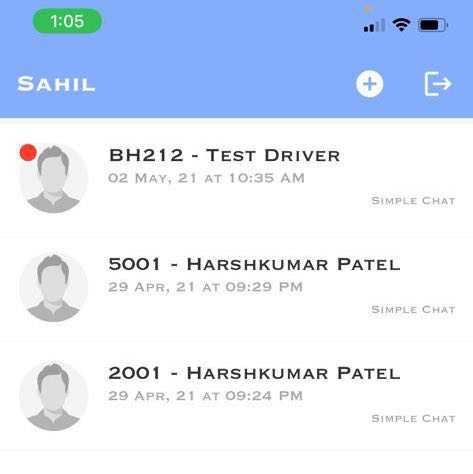 1:05
SAHIL
BH212 - TEST DRIVER
02 MAY, 21 AT 10:35 AM
SIMPLE CHAT
5001 - HARSHKUMAR PATEL
29 APR, 21 AT 09:29 PM
SIMPLE CHAT
2001 - HARSHKUMAR PATEL
29 APR, 21 AT 09:24 PM
SIMPLE CHAT